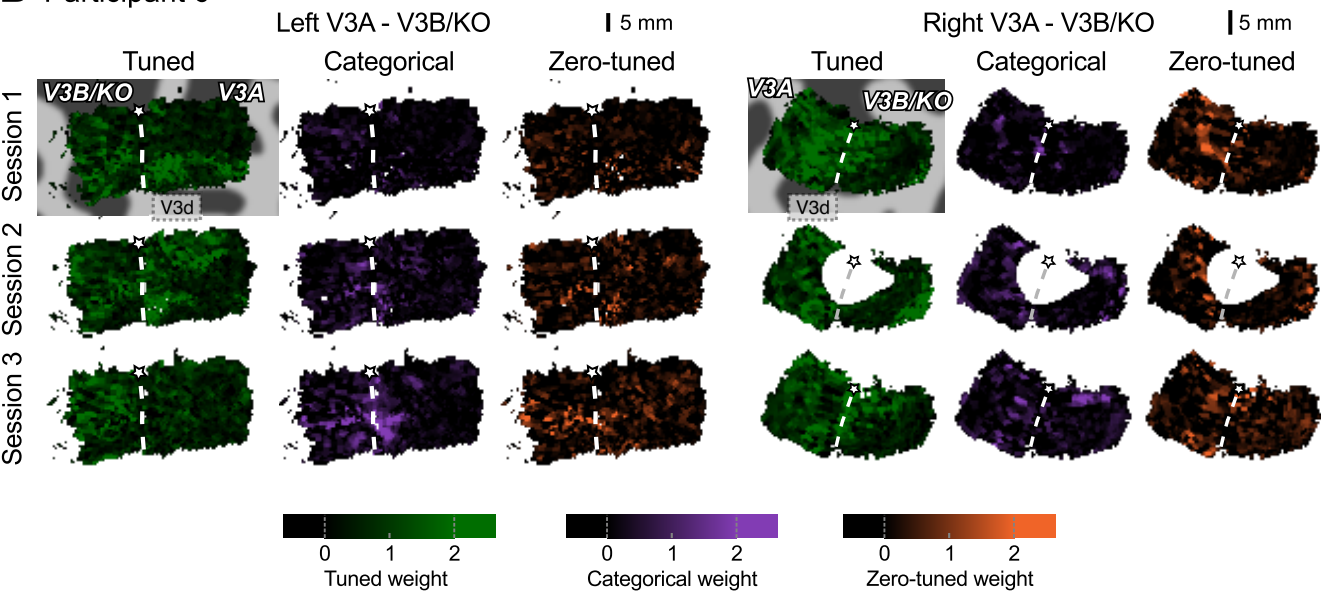 Left V3A - V3B/KO
5 mm
Right V3A - V3B/KO
5 mm
Tuned
Categorical
Zero-tuned
Tuned
Categorical
Zero-tuned
Session 1
V3B/KO
V3A
V3d
V3A
V3B/KO
V3d
Session 2
Session 3
0 1 2
Tuned weight
0 1 2
Categorical weight
0 1 2
Zero-tuned weight